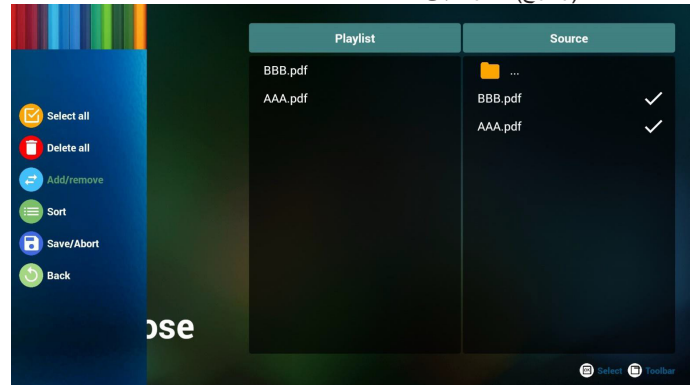 Playlist
Source
BBB.pdf
AAA.pdf
...
BBB.pdf
AAA.pdf
Select all
Delete all
Add/remove
Sort
Save/Abort
Back
ose
Select
Toolbar